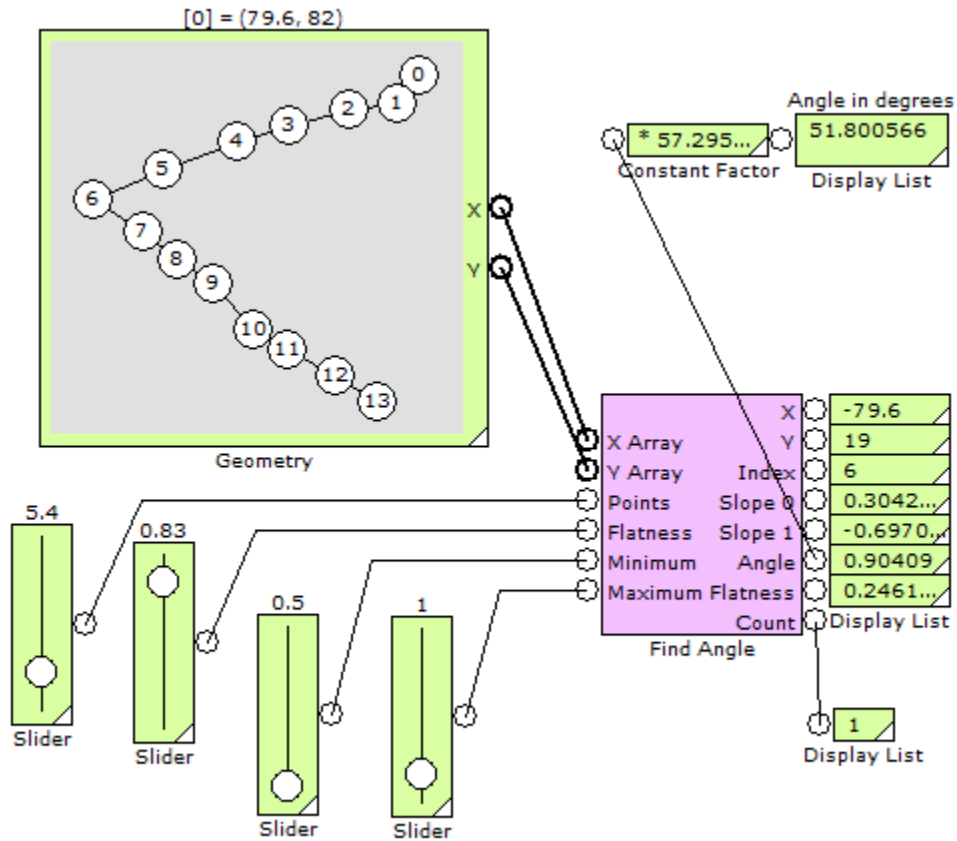 [0] = (79.6, 82)
0
1
2
3
4
5
6
7
8
9
10
11
12
13
X
Y
Geometry
Angle in degrees
* 57.295...
51.800566
Constant Factor
Display List
X Array
Y Array
Points
Flatness
Minimum
Maximum
X
Y
Index
Slope 0
Slope 1
Angle
Flatness
Count
Find Angle
-79.6
19
6
0.3042...
-0.6970...
0.90409
0.2461...
Display List
1
Display List
5.4
Slider
0.83
Slider
0.5
Slider
1
Slider